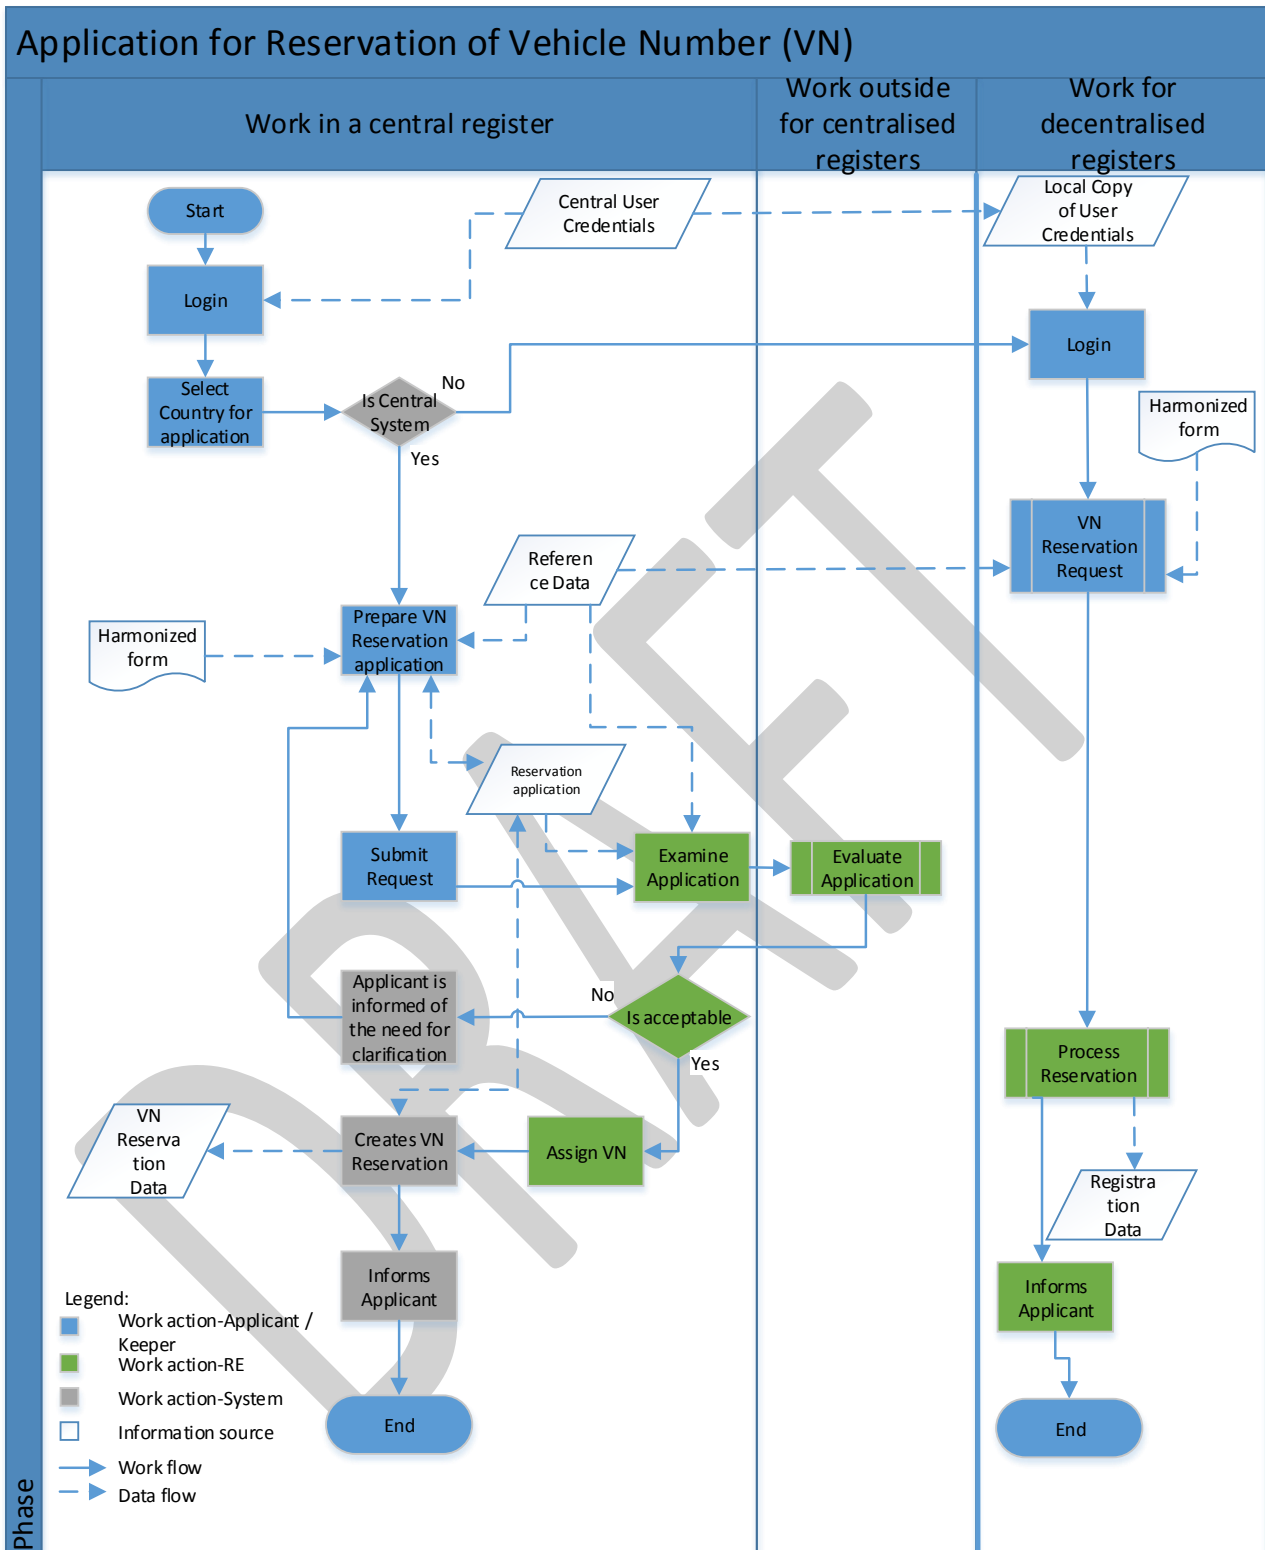 Application for Reservation of Vehicle Number (VN)
Work in a central register
Work outside
for centralised
registers
Work for
decentralised
registers
Start
Central User
Credentials
Local Copy
of User
Credentials
Login
Login
Select
Country for
application
Is Central
System
No
Yes
Harmonized
form
VN
Reservation
Request
Referen
ce Data
Harmonized
form
Prepare VN
Reservation
application
Reservation
application
Submit
Request
Examine
Application
Evaluate
Application
Applicant is
informed of
the need for
clarification
No
Is acceptable
Yes
Process
Reservation
VN
Reserva
tion
Data
Creates VN
Reservation
Assign VN
Registra
tion
Data
Informs
Applicant
Informs
Applicant
End
End
Legend:
Work action-Applicant /
Keeper
Work action-RE
Work action-System
Information source
Work flow
Data flow
Phase
DRAFT